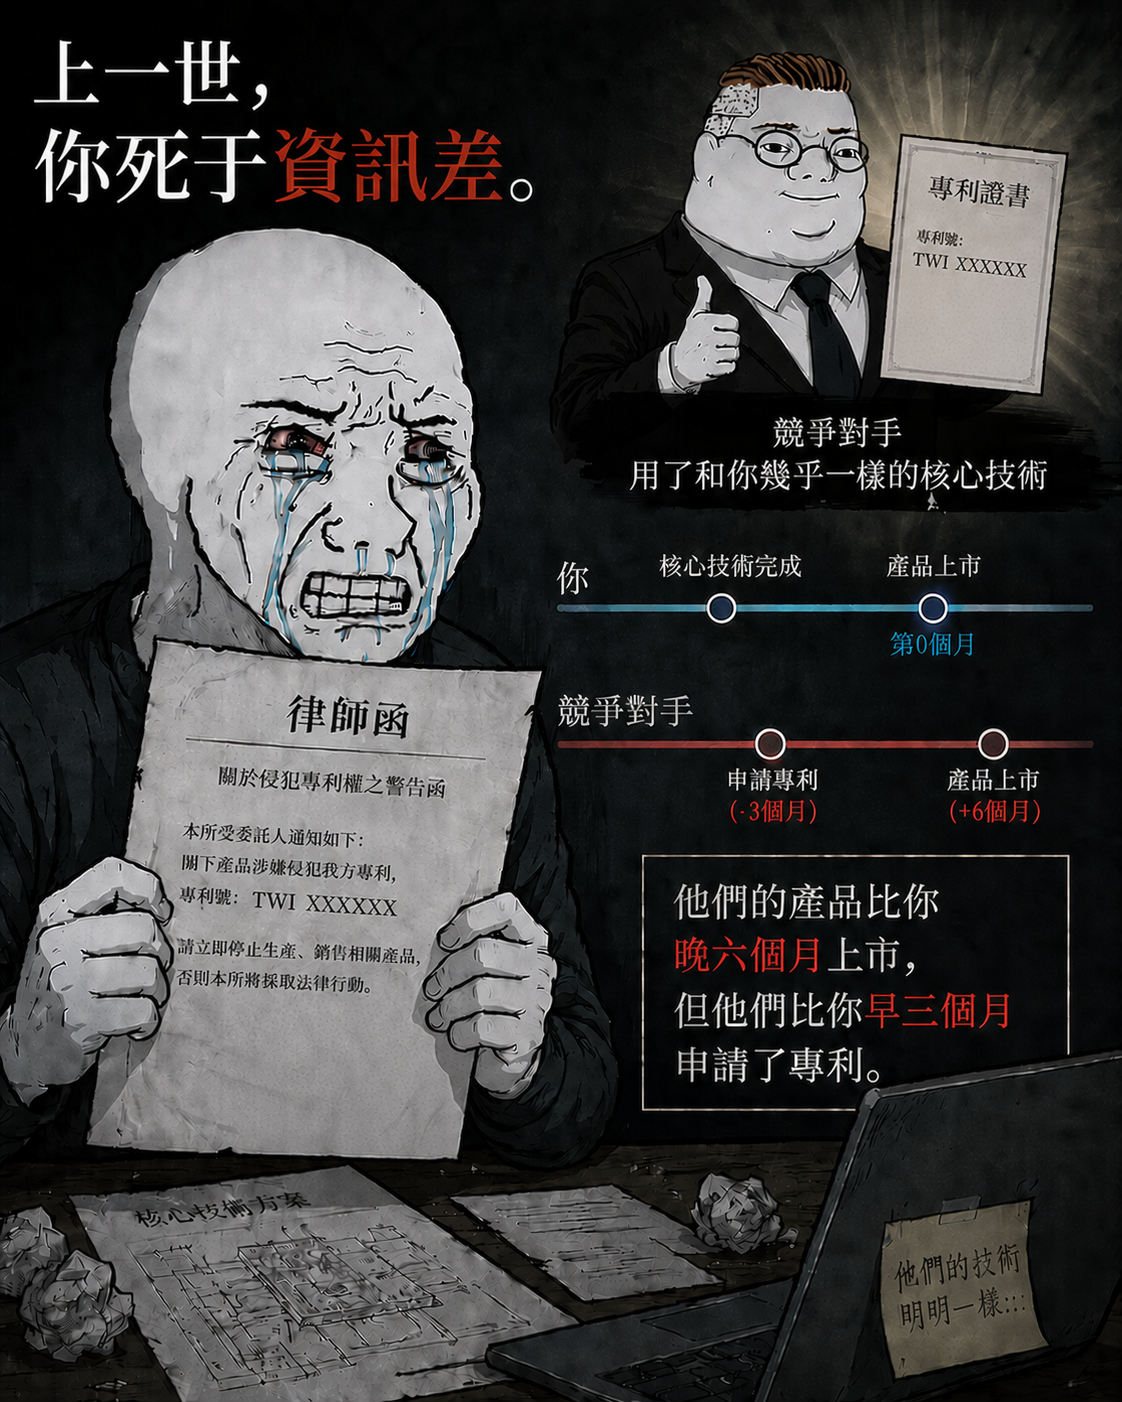 上一世，
你死于資訊差。
專利證書
專利號：
TWI XXXXXX
競爭對手
用了和你幾乎一樣的核心技術
你
核心技術完成
產品上市
第0個月
競爭對手
申請專利
(-3個月)
產品上市
(+6個月)
律師函
關於侵犯專利權之警告函
本所受委託人通知如下：
閣下產品涉嫌侵犯我方專利，
專利號： TWI XXXXXX
請立即停止生產、銷售相關產品，
否則本所將採取法律行動。
他們的產品比你
晚六個月上市，
但他們比你早三個月
申請了專利。
核心技術方案
他們的技術
明明一樣:::